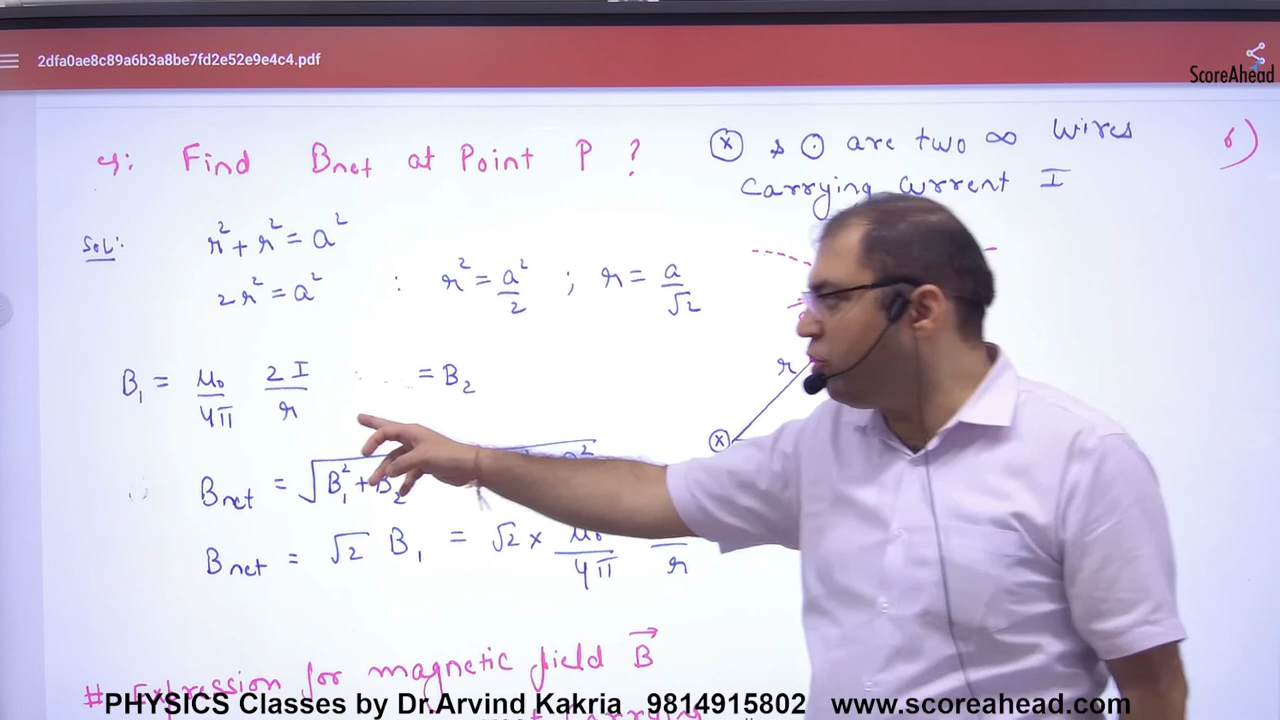 2dfa0ae8c89a6b3a8be7fd2e52e9e4c4.pdf
ScoreAhead
Find Bnet at Point P ?
ⓧ & ⊙ are two ∞ wires
carrying current I
6)
Sol:
r² + r² = a²
2r² = a² : r² = a²/2 ; r = a/√2
B₁ = μ₀/4π 2I/r = B₂
r
ⓧ
Bnet = √B₁² + B₂
Bnet = √2 B₁ = √2 × μ₀/4π /r
# Expression for magnetic field B⃗
PHYSICS Classes by Dr.Arvind Kakria 9814915802 www.scoreahead.com